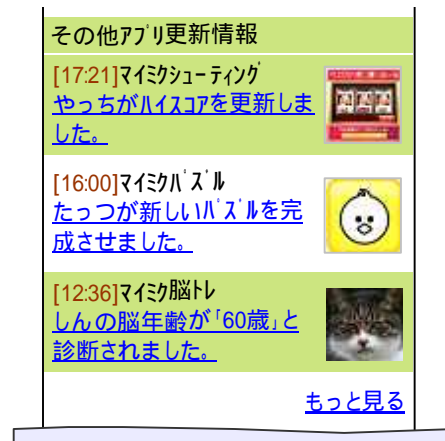 その他ｱﾌﾟﾘ更新情報
[17:21]ﾏｲﾐｸｼｭｰﾃｨﾝｸﾞ
やっちがﾊｲｽｺｱを更新しま
した。
[16:00]ﾏｲﾐｸﾊﾟｽﾞﾙ
たっつが新しいﾊﾟｽﾞﾙを完
成させました。
[12:36]ﾏｲﾐｸ脳ﾄﾚ
しんの脳年齢が｢60歳｣と
診断されました。
もっと見る